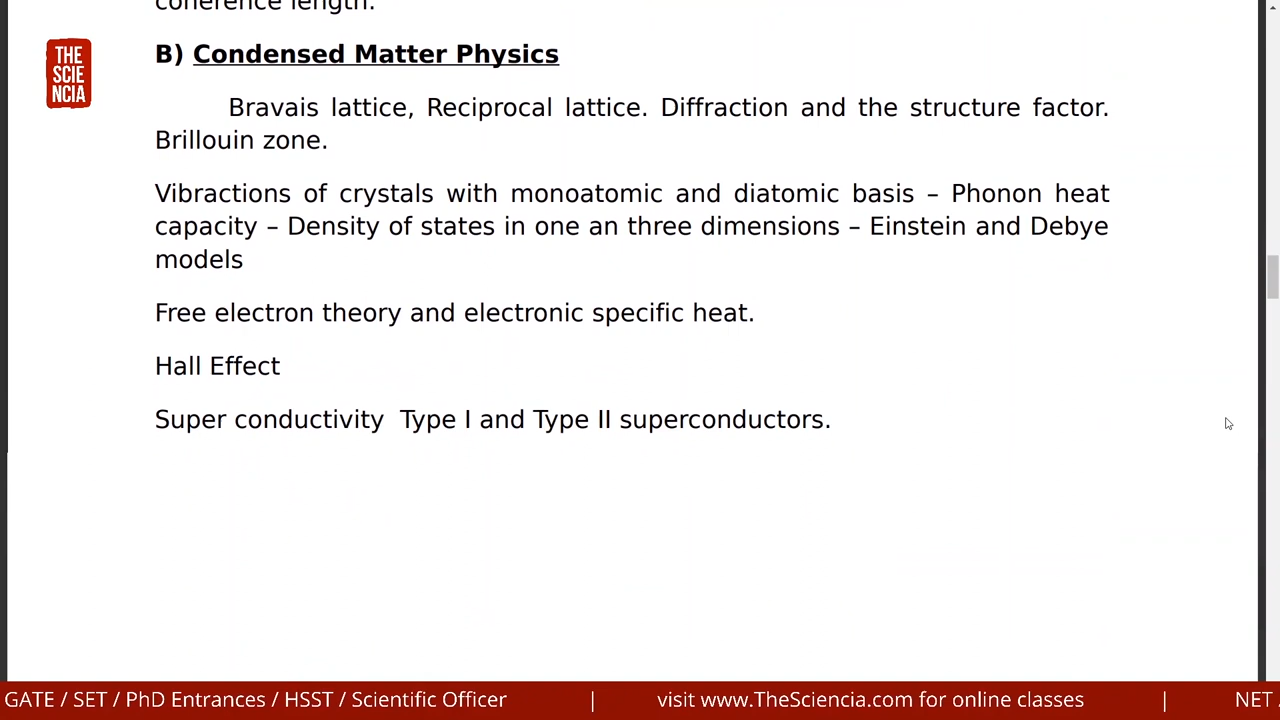 coherence length.
B) Condensed Matter Physics
THE
SCIE
NCIA
Bravais lattice, Reciprocal lattice. Diffraction and the structure factor.
Brillouin zone.
Vibractions of crystals with monoatomic and diatomic basis – Phonon heat
capacity – Density of states in one an three dimensions – Einstein and Debye
models
Free electron theory and electronic specific heat.
Hall Effect
Super conductivity  Type I and Type II superconductors.
GATE / SET / PhD Entrances / HSST / Scientific Officer | visit www.TheSciencia.com for online classes | NET